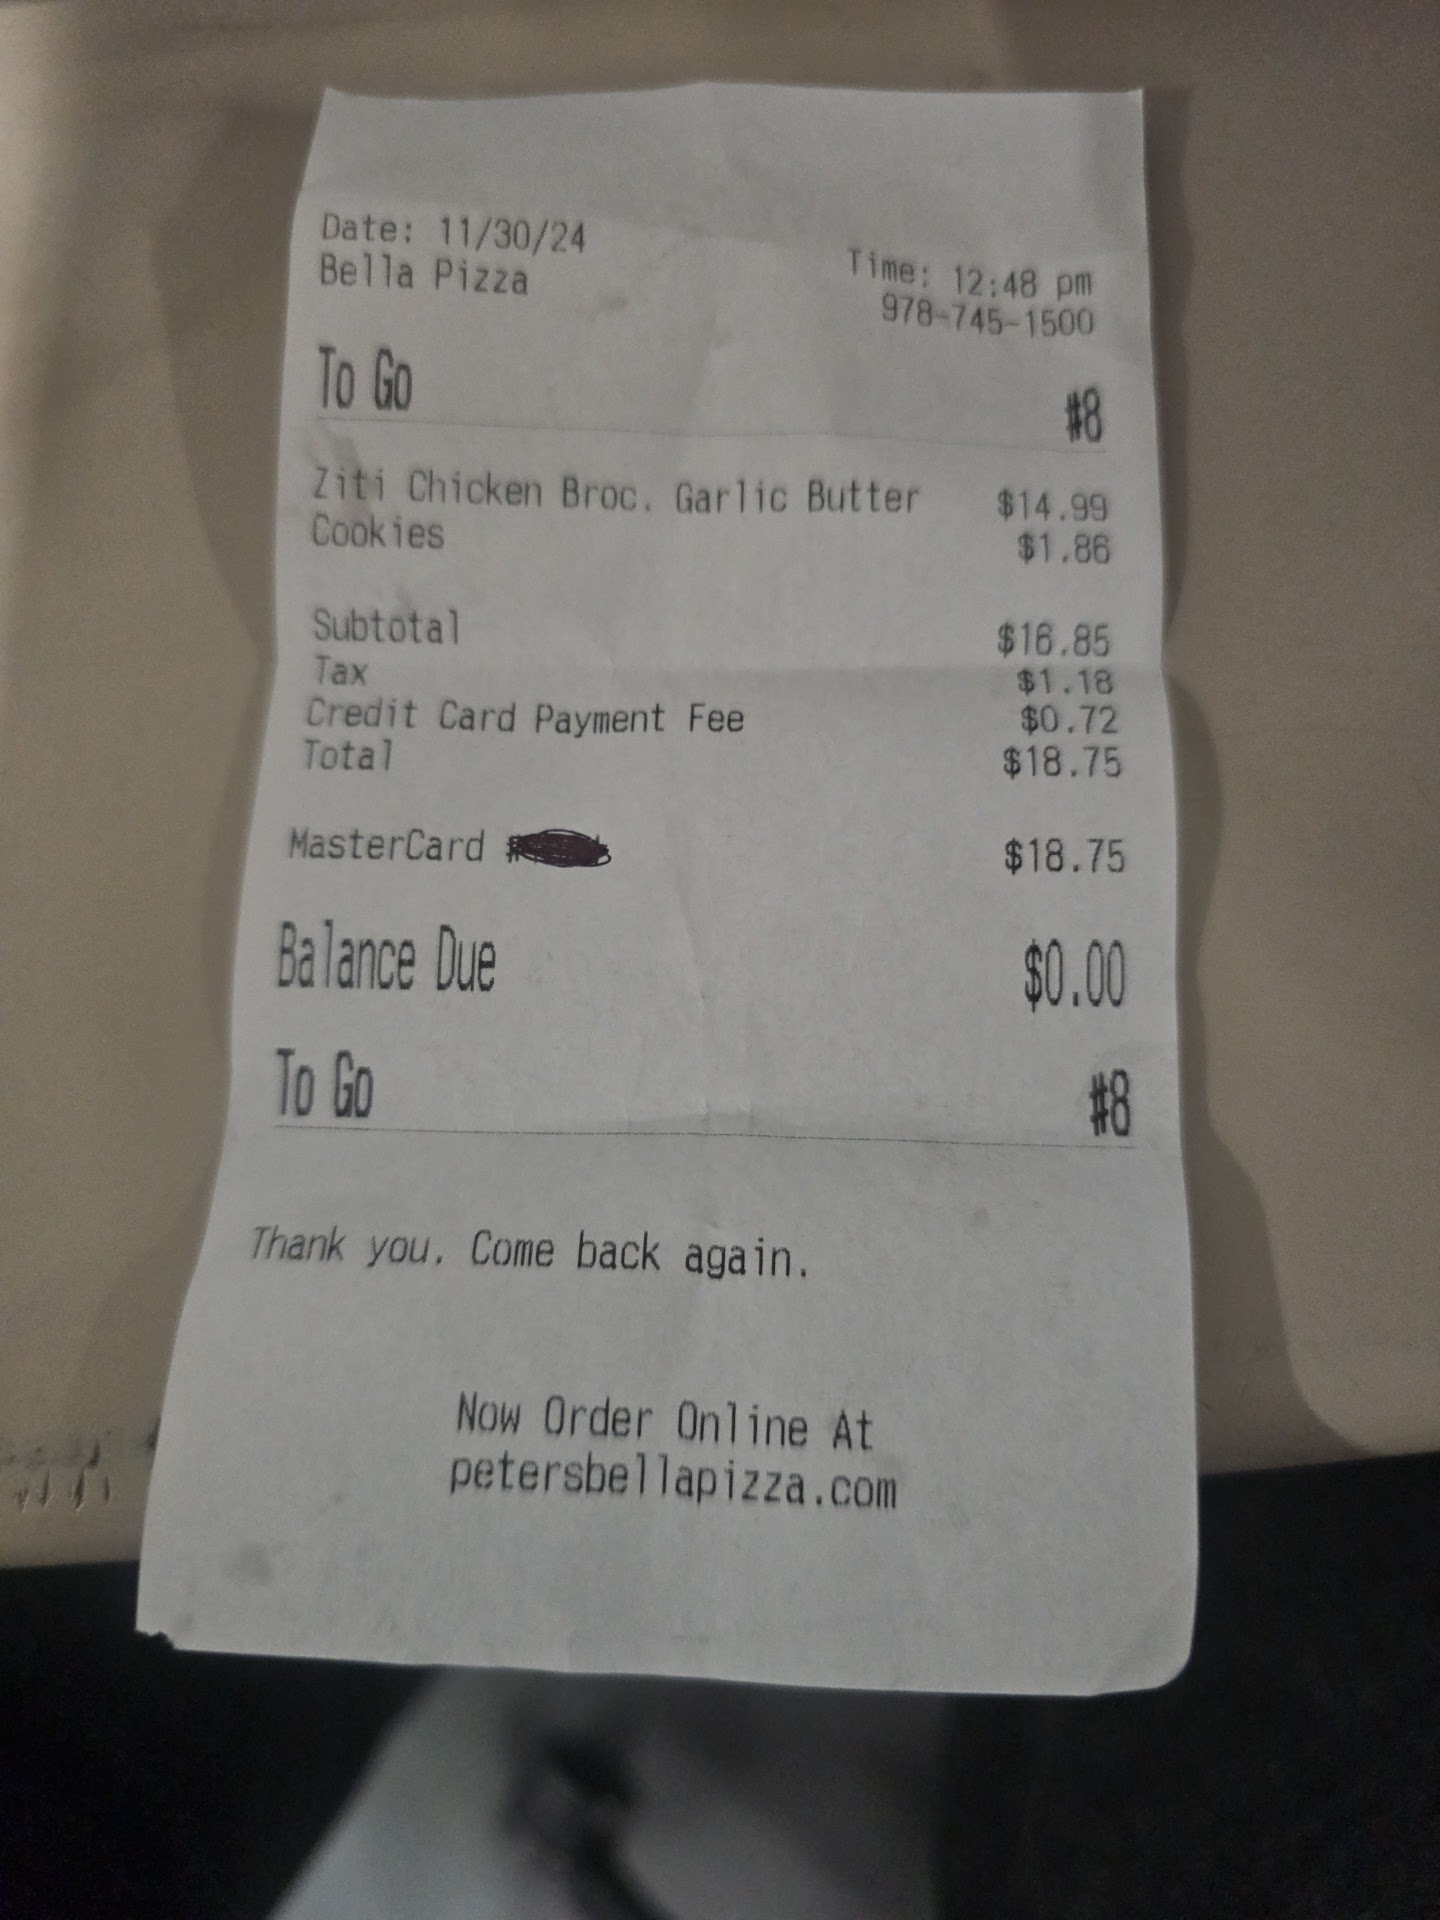 Date: 11/30/24 Time: 12:48 pm
Bella Pizza 978-745-1500
To Go #8
Ziti Chicken Broc. Garlic Butter $14.99
Cookies $1.86
Subtotal $16.85
Tax $1.18
Credit Card Payment Fee $0.72
Total $18.75
MasterCard # $18.75
Balance Due $0.00
To Go #8
Thank you. Come back again.
Now Order Online At
petersbellapizza.com